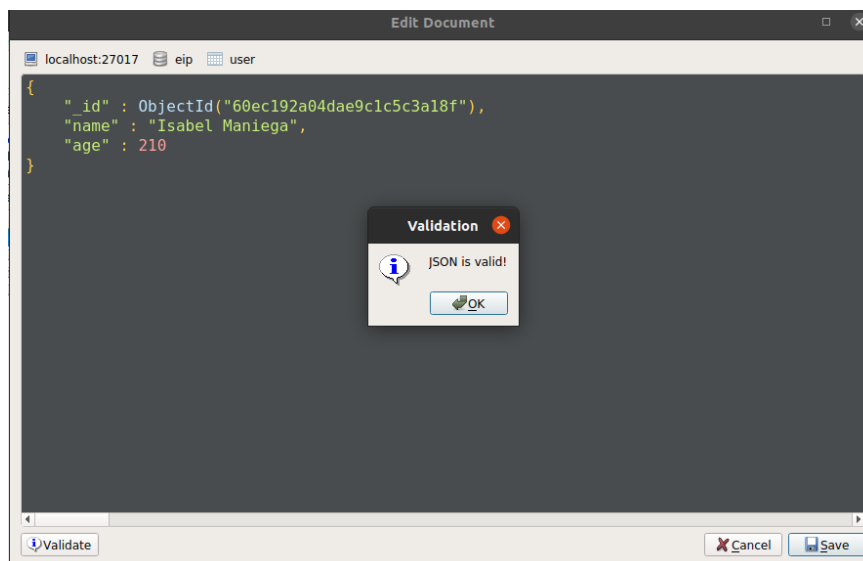 Edit Document
localhost:27017 eip user
{
"_id" : ObjectId("60ec192a04dae9c1c5c3a18f"),
"name" : "Isabel Maniega",
"age" : 210
}
Validation
JSON is valid!
OK
Validate Cancel Save